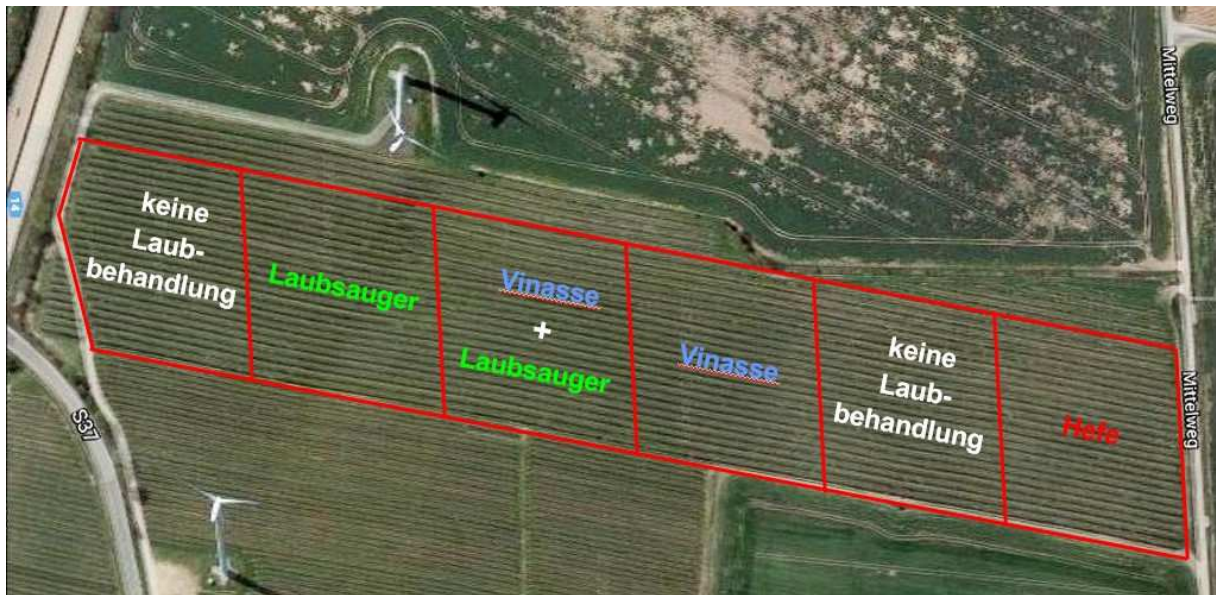 Mittelweg
14
keine
Laub-
behandlung
Laubsauger
Vinasse
+
Laubsauger
Vinasse
keine
Laub-
behandlung
Hefe
Mittelweg
S37